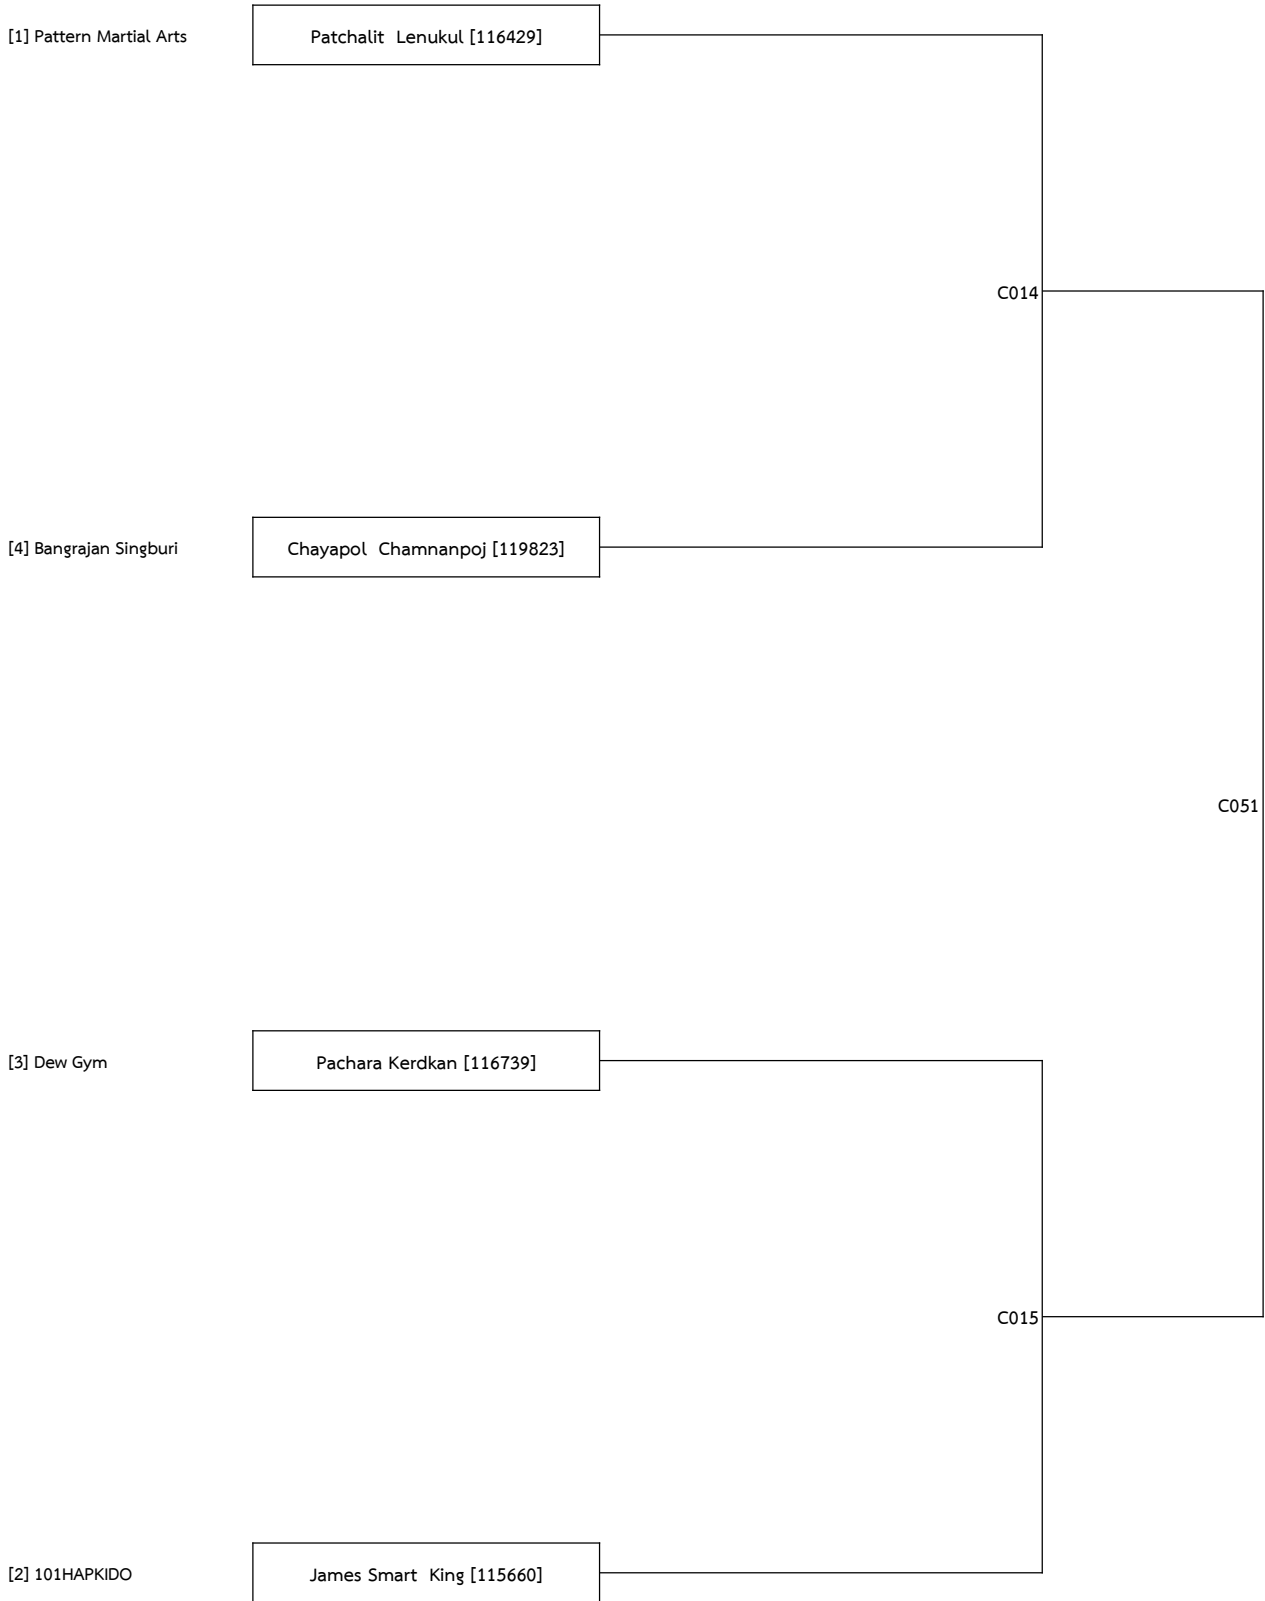 [1] Pattern Martial Arts
Patchalit  Lenukul [116429]
C014
[4] Bangrajan Singburi
Chayapol  Chamnanpoj [119823]
C051
[3] Dew Gym
Pachara Kerdkan [116739]
C015
[2] 101HAPKIDO
James Smart  King [115660]